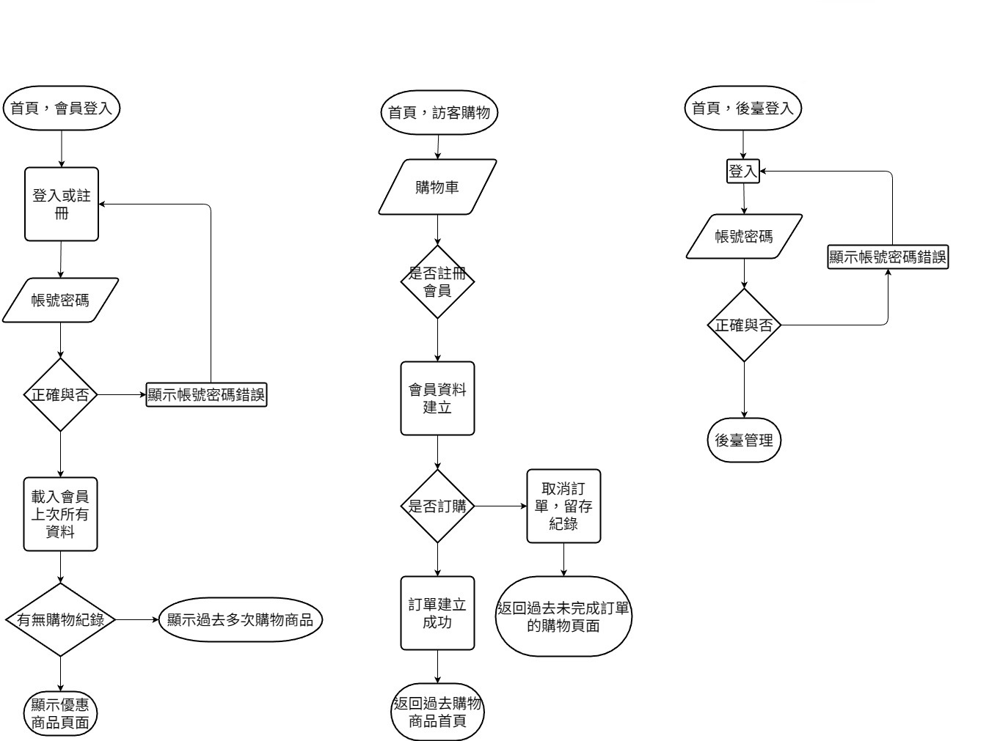 首頁，會員登入
登入或註
冊
帳號密碼
正確與否
顯示帳號密碼錯誤
載入會員
上次所有
資料
有無購物紀錄
顯示過去多次購物商品
顯示優惠
商品頁面
首頁，訪客購物
購物車
是否註冊
會員
會員資料
建立
是否訂購
取消訂
單，留存
紀錄
訂單建立
成功
返回過去未完成訂單
的購物頁面
返回過去購物
商品首頁
首頁，後臺登入
登入
帳號密碼
顯示帳號密碼錯誤
正確與否
後臺管理